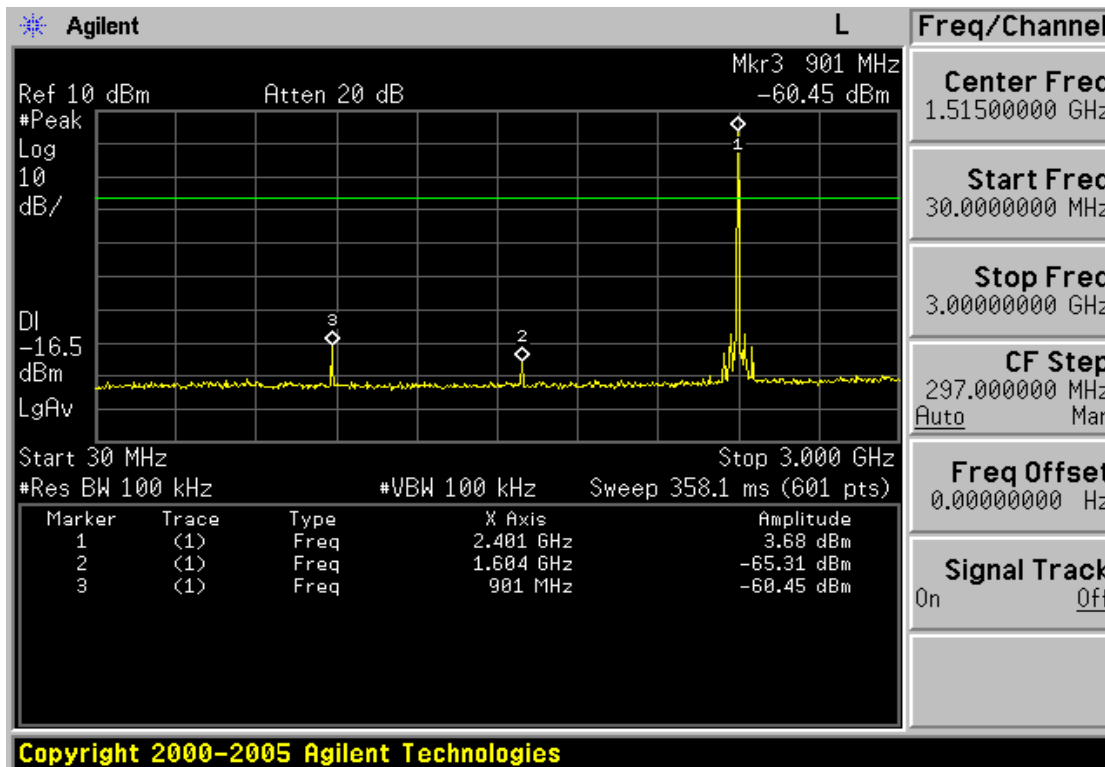 Agilent L
Mkr3 901 MHz
Ref 10 dBm Atten 20 dB -60.45 dBm
#Peak
Log
10
dB/
1
3
2
DI
-16.5
dBm
LgAv
Start 30 MHz Stop 3.000 GHz
#Res BW 100 kHz #VBW 100 kHz Sweep 358.1 ms (601 pts)
Marker Trace Type X Axis Amplitude
1 (1) Freq 2.401 GHz 3.68 dBm
2 (1) Freq 1.604 GHz -65.31 dBm
3 (1) Freq 901 MHz -60.45 dBm
Copyright 2000-2005 Agilent Technologies
Freq/Channel
Center Freq
1.51500000 GHz
Start Freq
30.0000000 MHz
Stop Freq
3.00000000 GHz
CF Step
297.000000 MHz
Auto Man
Freq Offset
0.00000000 Hz
Signal Track
On Off